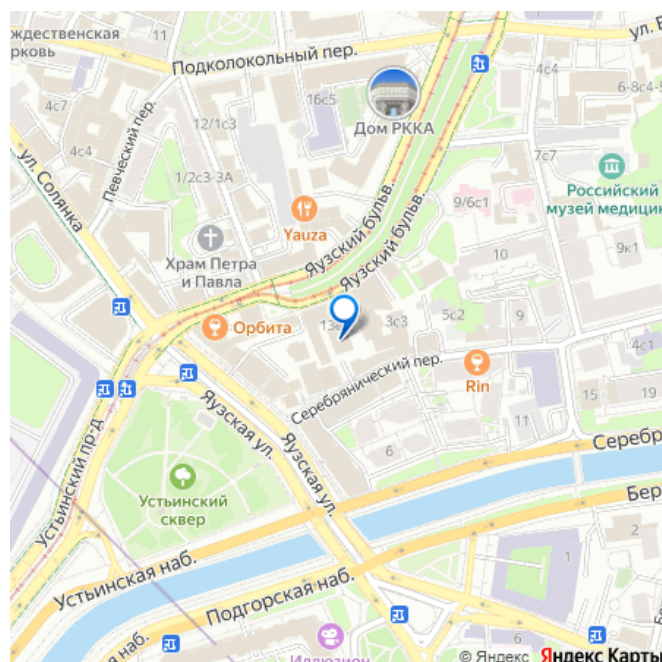 ждественская
рковь
11
Подколокольный пер.
ул. Б
4с4
6-8с4-5
4с7
Певческий пер.
16с5
Дом РККА
12/1с3
4с4
ул. Солянка
1/2с3-3А
7с7
Российский
музей медицин
9/6с1
Yauza
Яузский бульв.
Яузский бульв.
Храм Петра
и Павла
10
9к1
Орбита
13
3с3
5с2
9
4с1
Серебрянический пер.
Rin
15
19
11
Яузская ул.
Яузская ул.
6
Серебр
Устьинский пр-д
Устьинский
сквер
Бер
2
1
Устьинская наб.
Подгорская наб.
наб.
Иллюзион
6
© Яндекс Яндекс Карты